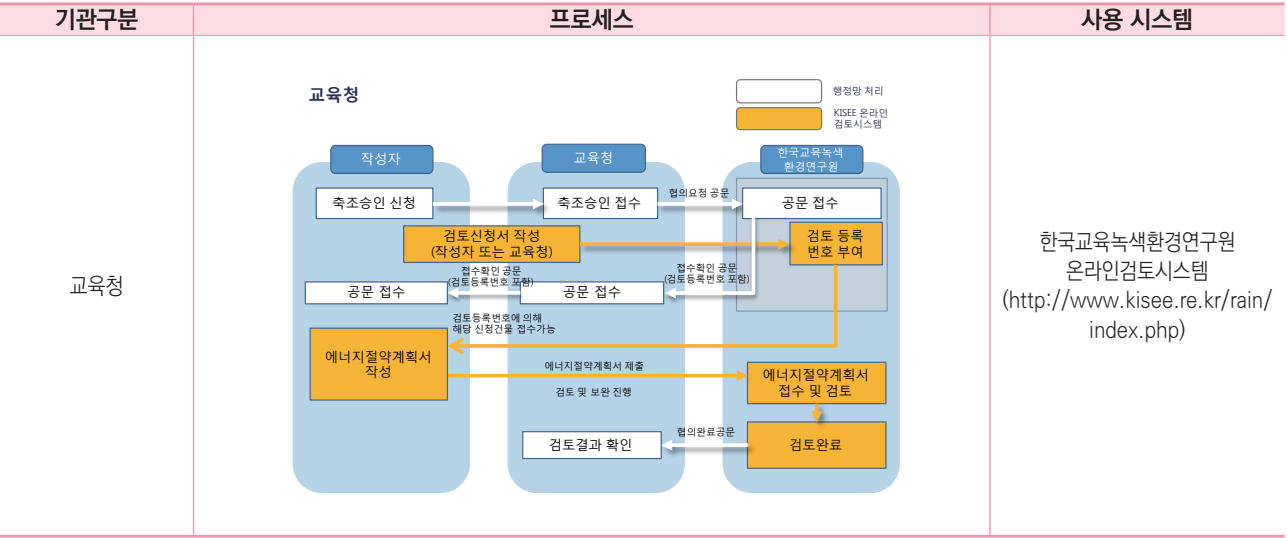 기관구분
프로세스
사용 시스템
교육청
교육청
행정망 처리
KISEE 온라인
검토시스템
작성자
교육청
한국교육녹색
환경연구원
축조승인 신청
축조승인 접수
협의요청 공문
공문 접수
검토신청서 작성
(작성자 또는 교육청)
검토 등록
번호 부여
접수확인 공문
(검토등록번호 포함)
접수확인 공문
(검토등록번호 포함)
공문 접수
공문 접수
검토등록번호에 의해
해당 신청건물 접수가능
에너지절약계획서
작성
에너지절약계획서 제출
검토 및 보완 진행
에너지절약계획서
접수 및 검토
검토결과 확인
협의완료공문
검토완료
한국교육녹색환경연구원
온라인검토시스템
(http://www.kisee.re.kr/rain/
index.php)